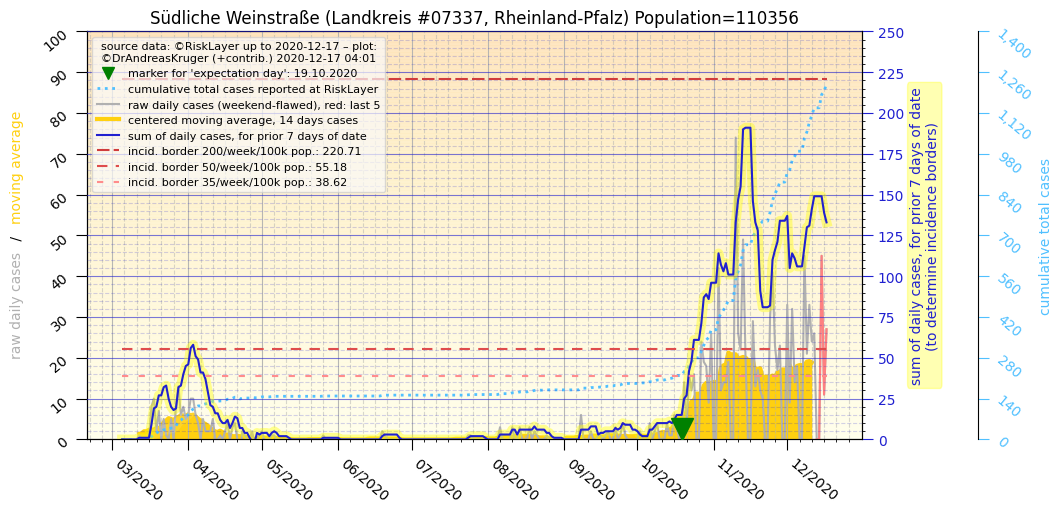 Südliche Weinstraße (Landkreis #07337, Rheinland-Pfalz) Population=110356
source data: ©RiskLayer up to 2020-12-17 – plot:
©DrAndreasKruger (+contrib.) 2020-12-17 04:01
marker for 'expectation day': 19.10.2020
cumulative total cases reported at RiskLayer
raw daily cases (weekend-flawed), red: last 5
centered moving average, 14 days cases
sum of daily cases, for prior 7 days of date
incid. border 200/week/100k pop.: 220.71
incid. border 50/week/100k pop.: 55.18
incid. border 35/week/100k pop.: 38.62
raw daily cases / moving average
100
90
80
70
60
50
40
30
20
10
0
03/2020
04/2020
05/2020
06/2020
07/2020
08/2020
09/2020
10/2020
11/2020
12/2020
250
225
200
175
150
125
100
75
50
25
0
sum of daily cases, for prior 7 days of date
(to determine incidence borders)
1,400
1,260
1,120
980
840
700
560
420
280
140
0
cumulative total cases